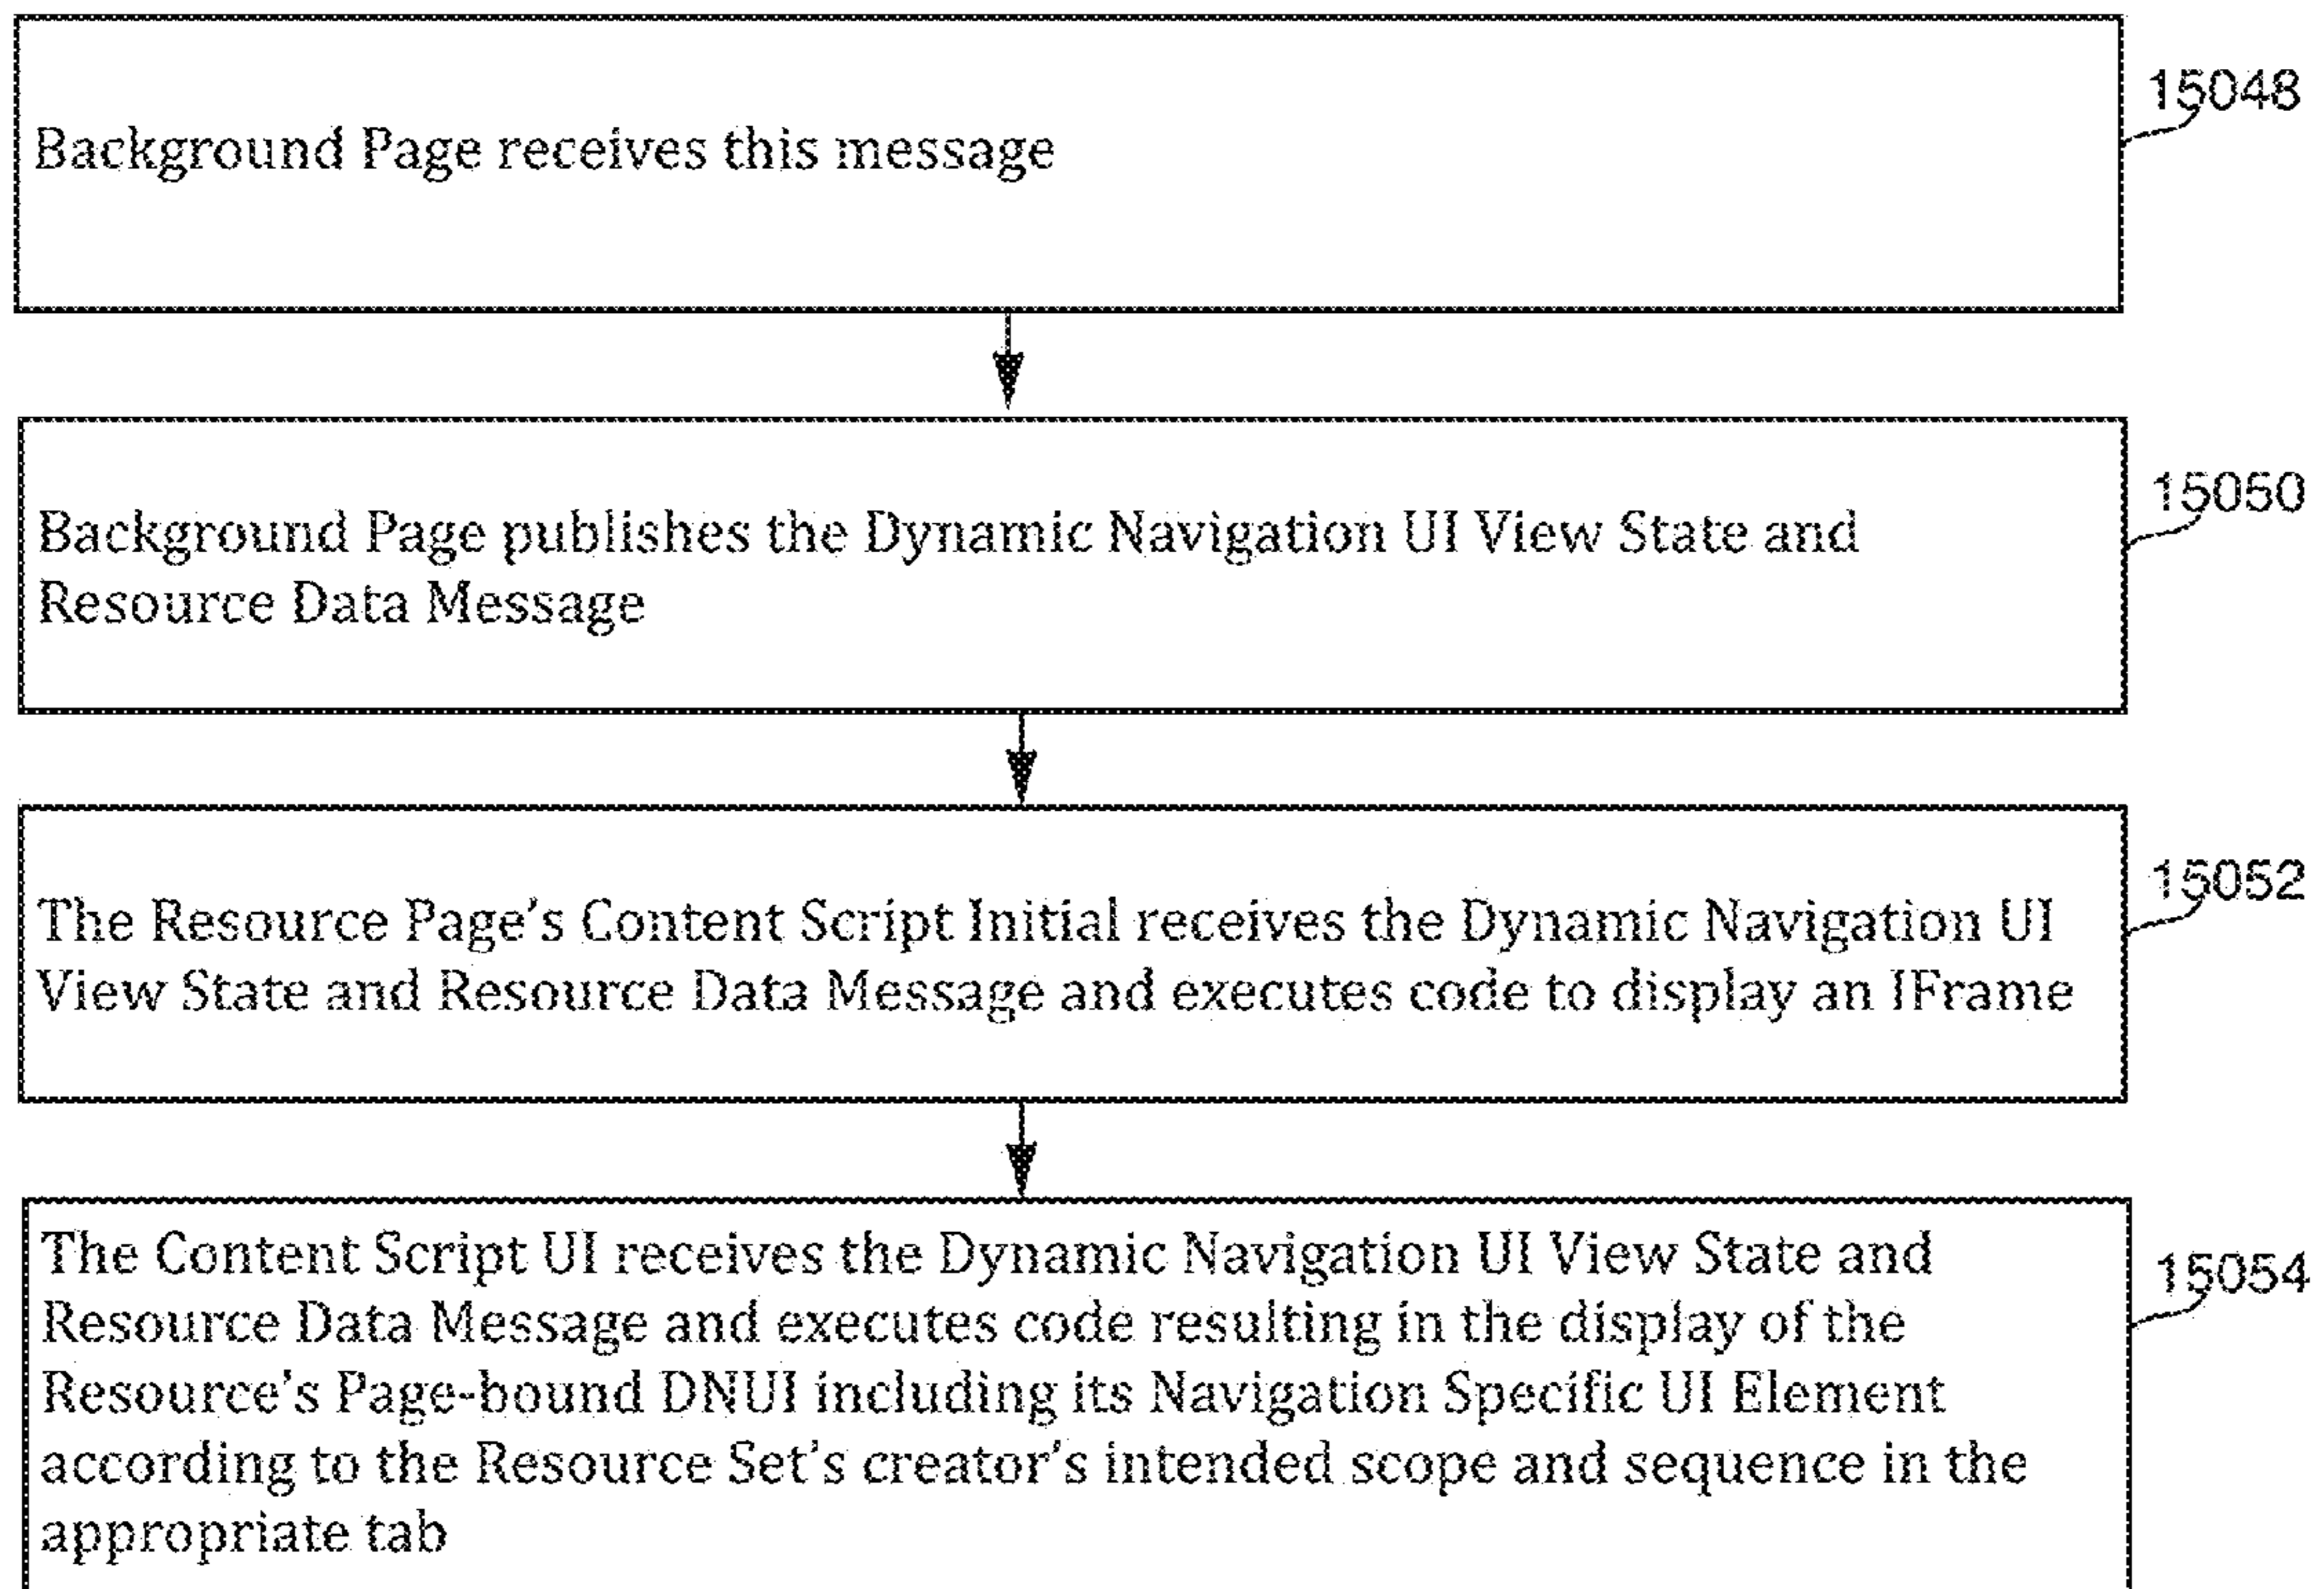 Background Page receives this message
15048
Background Page publishes the Dynamic Navigation UI View State and
Resource Data Message
15050
The Resource Page's Content Script Initial receives the Dynamic Navigation UI
View State and Resource Data Message and executes code to display an IFrame
15052
The Content Script UI receives the Dynamic Navigation UI View State and
Resource Data Message and executes code resulting in the display of the
Resource's Page-bound DNUI including its Navigation Specific UI Element
according to the Resource Set's creator's intended scope and sequence in the
appropriate tab
15054